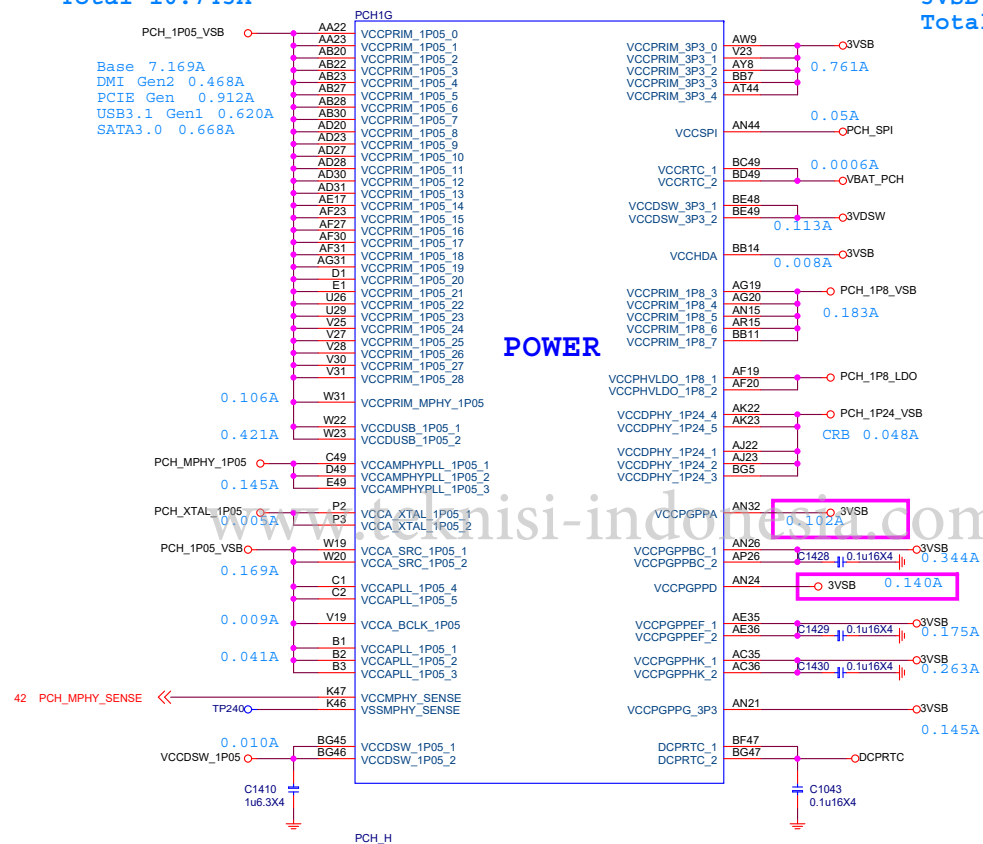 Total 10.743A
3VSB
Total
PCH1G
PCH_1P05_VSB
Base 7.169A
DMI Gen2 0.468A
PCIE Gen 0.912A
USB3.1 Gen1 0.620A
SATA3.0 0.668A
AA22 VCCPRIM_1P05_0
AA23 VCCPRIM_1P05_1
AB20 VCCPRIM_1P05_2
AB22 VCCPRIM_1P05_3
AB23 VCCPRIM_1P05_4
AB27 VCCPRIM_1P05_5
AB28 VCCPRIM_1P05_6
AB30 VCCPRIM_1P05_7
AD20 VCCPRIM_1P05_8
AD23 VCCPRIM_1P05_9
AD27 VCCPRIM_1P05_10
AD28 VCCPRIM_1P05_11
AD30 VCCPRIM_1P05_12
AD31 VCCPRIM_1P05_13
AE17 VCCPRIM_1P05_14
AF23 VCCPRIM_1P05_15
AF27 VCCPRIM_1P05_16
AF30 VCCPRIM_1P05_17
AF31 VCCPRIM_1P05_18
AG31 VCCPRIM_1P05_19
D1 VCCPRIM_1P05_20
E1 VCCPRIM_1P05_21
U26 VCCPRIM_1P05_22
U29 VCCPRIM_1P05_23
V25 VCCPRIM_1P05_24
V27 VCCPRIM_1P05_25
V28 VCCPRIM_1P05_26
V30 VCCPRIM_1P05_27
V31 VCCPRIM_1P05_28
0.106A W31 VCCPRIM_MPHY_1P05
W22 VCCDUSB_1P05_1
0.421A W23 VCCDUSB_1P05_2
PCH_MPHY_1P05 C49 VCCAMPHYPLL_1P05_1
D49 VCCAMPHYPLL_1P05_2
0.145A E49 VCCAMPHYPLL_1P05_3
PCH_XTAL_1P05 P2 VCCA_XTAL_1P05_1
0.005A P3 VCCA_XTAL_1P05_2
PCH_1P05_VSB W19 VCCA_SRC_1P05_1
0.169A W20 VCCA_SRC_1P05_2
C1 VCCAPLL_1P05_4
C2 VCCAPLL_1P05_5
0.009A V19 VCCA_BCLK_1P05
B1 VCCAPLL_1P05_1
0.041A B2 VCCAPLL_1P05_2
B3 VCCAPLL_1P05_3
42 PCH_MPHY_SENSE K47 VCCMPHY_SENSE
TP240 K46 VSSMPHY_SENSE
0.010A BG45 VCCDSW_1P05_1
VCCDSW_1P05 BG46 VCCDSW_1P05_2
C1410
1u6.3X4
POWER
VCCPRIM_3P3_0 AW9 3VSB
VCCPRIM_3P3_1 V23
VCCPRIM_3P3_2 AY8 0.761A
VCCPRIM_3P3_3 BB7
VCCPRIM_3P3_4 AT44
0.05A
VCCSPI AN44 PCH_SPI
VCCRTC_1 BC49 0.0006A
VCCRTC_2 BD49 VBAT_PCH
VCCDSW_3P3_1 BE48
VCCDSW_3P3_2 BE49 3VDSW
0.113A
VCCHDA BB14 3VSB
0.008A
VCCPRIM_1P8_3 AG19 PCH_1P8_VSB
VCCPRIM_1P8_4 AG20
VCCPRIM_1P8_5 AN15 0.183A
VCCPRIM_1P8_6 AR15
VCCPRIM_1P8_7 BB11
VCCPHVLDO_1P8_1 AF19 PCH_1P8_LDO
VCCPHVLDO_1P8_2 AF20
VCCDPHY_1P24_4 AK22 PCH_1P24_VSB
VCCDPHY_1P24_5 AK23
CRB 0.048A
VCCDPHY_1P24_1 AJ22
VCCDPHY_1P24_2 AJ23
VCCDPHY_1P24_3 BG5
www.teknisi-indonesia.com
VCCPGPPA AN32 3VSB
0.102A
VCCPGPPBC_1 AN26 3VSB
VCCPGPPBC_2 AP26 C1428 0.1u16X4 0.344A
VCCPGPPD AN24 3VSB 0.140A
VCCPGPPEF_1 AE35 3VSB
VCCPGPPEF_2 AE36 C1429 0.1u16X4 0.175A
VCCPGPPHK_1 AC35 3VSB
VCCPGPPHK_2 AC36 C1430 0.1u16X4 0.263A
VCCPGPPG_3P3 AN21 3VSB
0.145A
DCPRTC_1 BF47
DCPRTC_2 BG47 DCPRTC
C1043
0.1u16X4
PCH_H